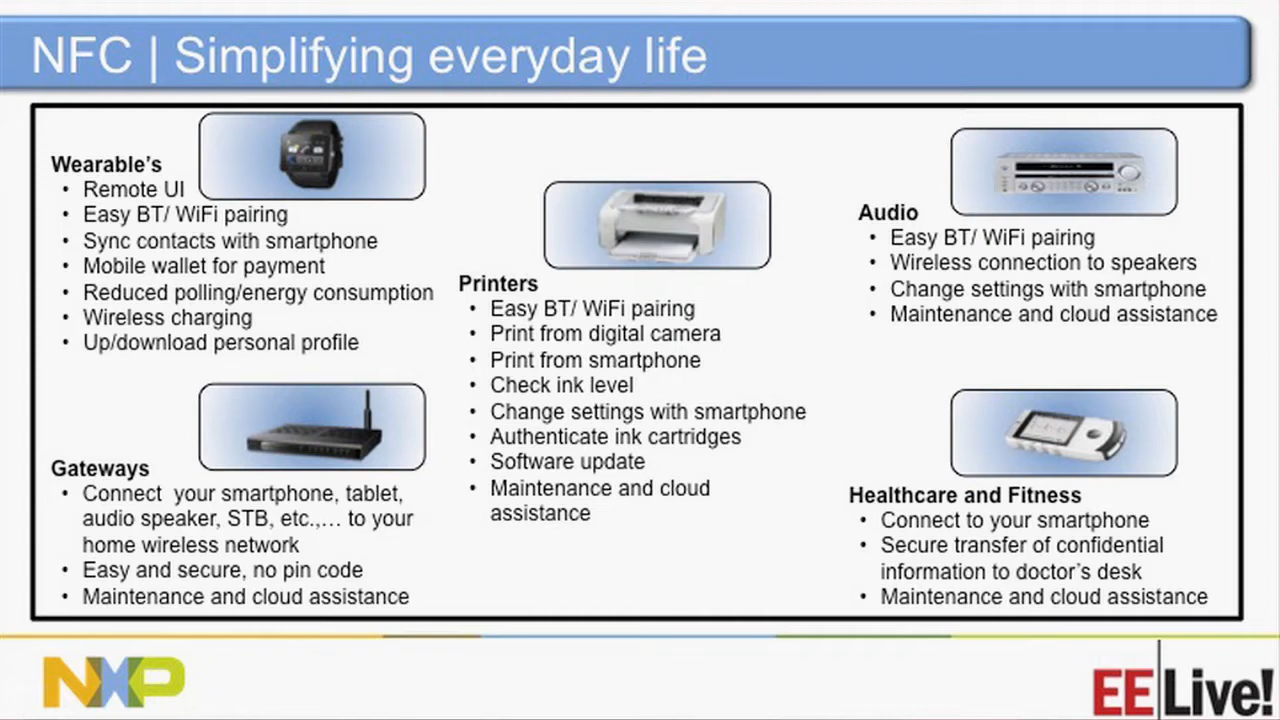 NFC | Simplifying everyday life
Wearable's
• Remote UI
• Easy BT/ WiFi pairing
• Sync contacts with smartphone
• Mobile wallet for payment
• Reduced polling/energy consumption
• Wireless charging
• Up/download personal profile
Gateways
• Connect  your smartphone, tablet,
audio speaker, STB, etc.,… to your
home wireless network
• Easy and secure, no pin code
• Maintenance and cloud assistance
Printers
• Easy BT/ WiFi pairing
• Print from digital camera
• Print from smartphone
• Check ink level
• Change settings with smartphone
• Authenticate ink cartridges
• Software update
• Maintenance and cloud
assistance
Audio
• Easy BT/ WiFi pairing
• Wireless connection to speakers
• Change settings with smartphone
• Maintenance and cloud assistance
Healthcare and Fitness
• Connect to your smartphone
• Secure transfer of confidential
information to doctor's desk
• Maintenance and cloud assistance
NXP
EE Live!